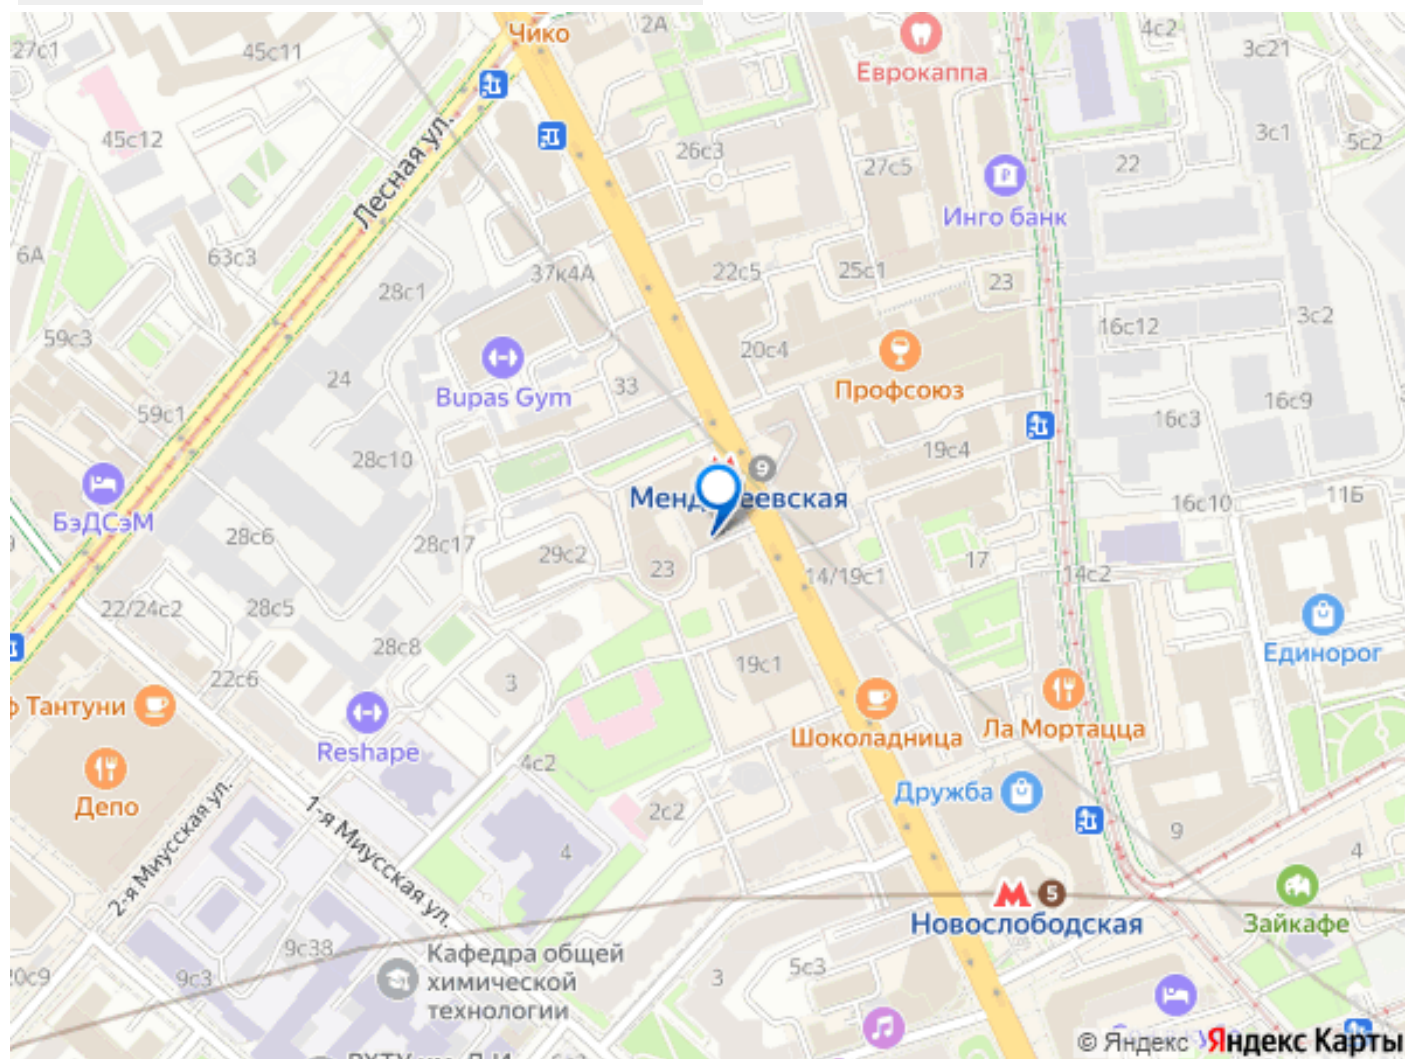 Чико
2А
4с2
27с1
45с11
3с21
Еврокаппа
45с12
3с1
5с2
26с3
27с5
22
Лесная ул.
Инго банк
6А
63с3
37к4А
22с5
25с1
23
28с1
3с2
59с3
16с12
20с4
24
33
Профсоюз
Bupas Gym
59с1
16с9
16с3
19с4
28с10
9
16с10
11Б
БэДСэМ
28с6
28с17
29с2
23
14/19с1
17
14с2
22/24с2
28с5
28с8
Единорог
22с6
3
19с1
Тантуни
Reshape
Шоколадница
Ла Мортацца
4с2
Депо
Дружба
2-я Миусская ул.
1-я Миусская ул.
2с2
4
9
4
5
Новослободская
Зайкафе
9с38
Кафедра общей
химической
технологии
9с3
3
5с3
© Яндекс Яндекс Карты